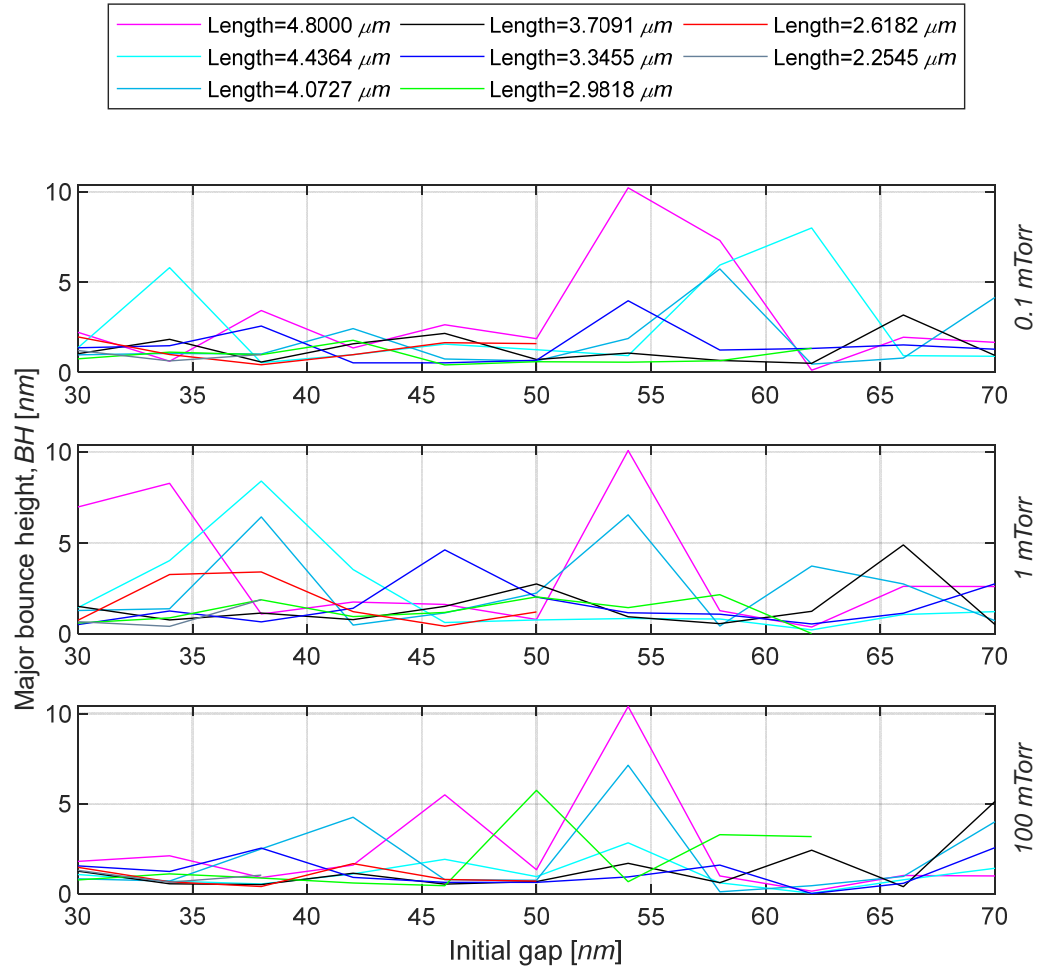 Length=4.8000 μm Length=3.7091 μm Length=2.6182 μm
Length=4.4364 μm Length=3.3455 μm Length=2.2545 μm
Length=4.0727 μm Length=2.9818 μm
10
5
0
30 35 40 45 50 55 60 65 70
0.1 mTorr
Major bounce height, BH [nm]
10
5
0
30 35 40 45 50 55 60 65 70
1 mTorr
10
5
0
30 35 40 45 50 55 60 65 70
100 mTorr
Initial gap [nm]